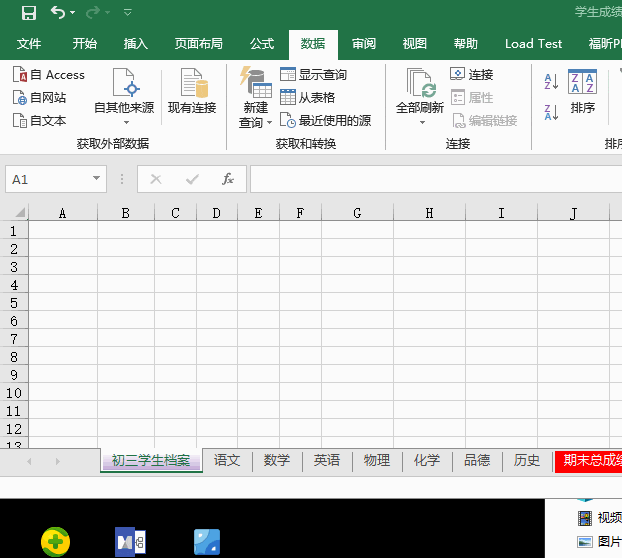 学生成绩
文件 开始 插入 页面布局 公式 数据 审阅 视图 帮助 Load Test 福昕P
自 Access
自网站
自文本
自其他来源
现有连接
获取外部数据
新建
查询
显示查询
从表格
最近使用的源
获取和转换
全部刷新
连接
属性
编辑链接
连接
排序
排
A1
fx
A B C D E F G H I J
1
2
3
4
5
6
7
8
9
10
11
12
13
初三学生档案 语文 数学 英语 物理 化学 品德 历史 期末总成绩
视频
图片